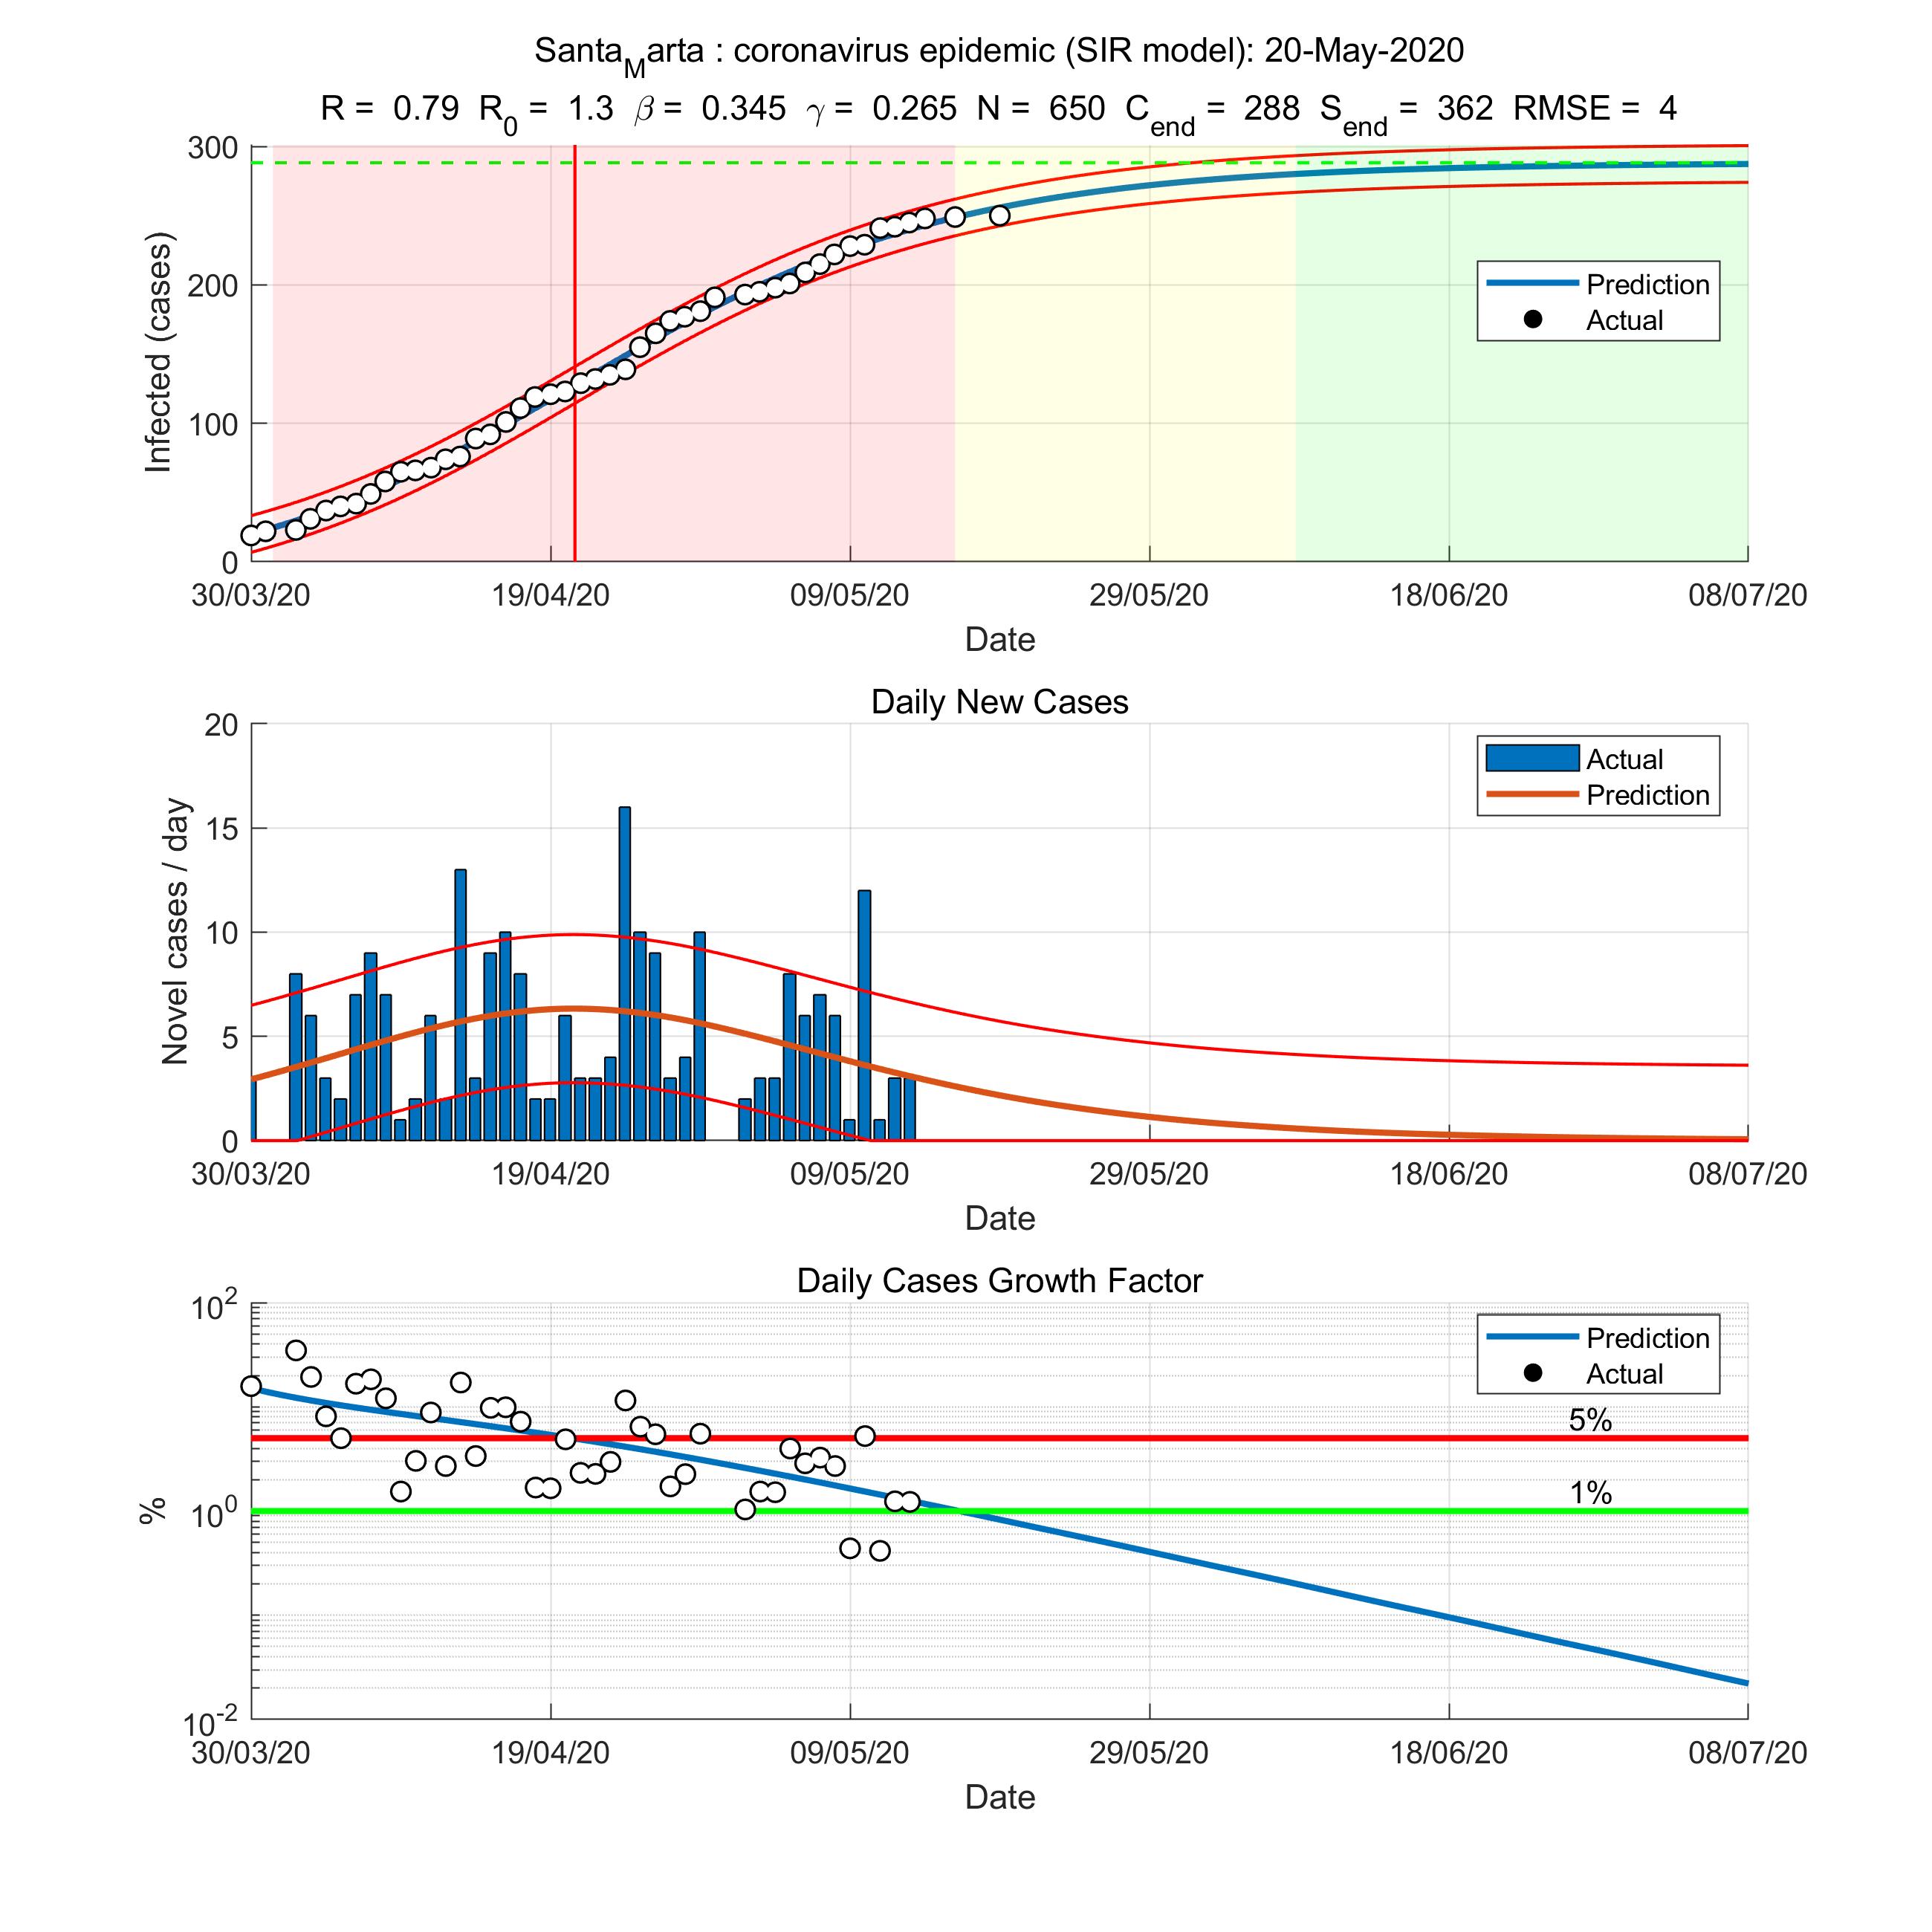 Santa_Marta : coronavirus epidemic (SIR model): 20-May-2020
R = 0.79 R_0 = 1.3 β = 0.345 γ = 0.265 N = 650 C_end = 288 S_end = 362 RMSE = 4
300
200
100
0
Infected (cases)
Prediction
Actual
30/03/20 19/04/20 09/05/20 29/05/20 18/06/20 08/07/20
Date
Daily New Cases
20
15
10
5
0
Novel cases / day
Actual
Prediction
30/03/20 19/04/20 09/05/20 29/05/20 18/06/20 08/07/20
Date
Daily Cases Growth Factor
10^2
10^0
10^-2
%
Prediction
Actual
5%
1%
30/03/20 19/04/20 09/05/20 29/05/20 18/06/20 08/07/20
Date